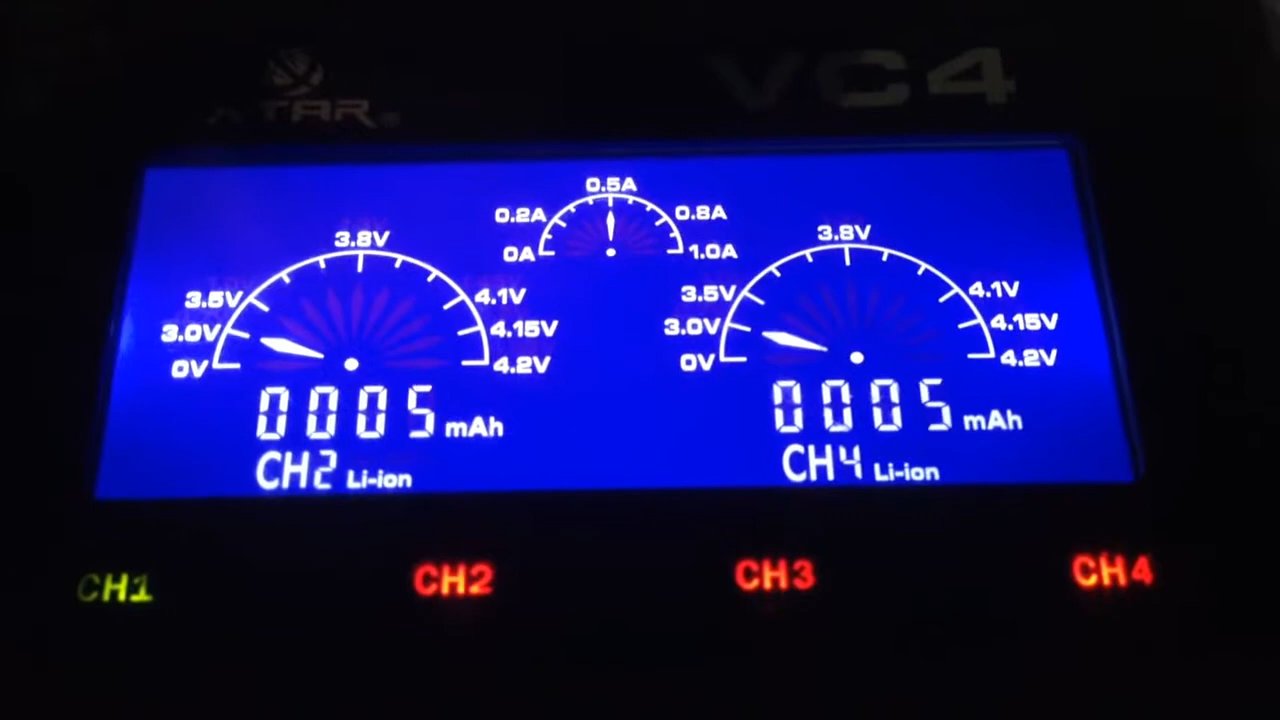 XTAR®
VC4
0.5A
0.2A 0.8A
0A 1.0A
3.8V 3.8V
3.5V 4.1V 3.5V 4.1V
3.0V 4.15V 3.0V 4.15V
0V 4.2V 0V 4.2V
0005 mAh 0005 mAh
CH2 Li-ion CH4 Li-ion
CH1 CH2 CH3 CH4